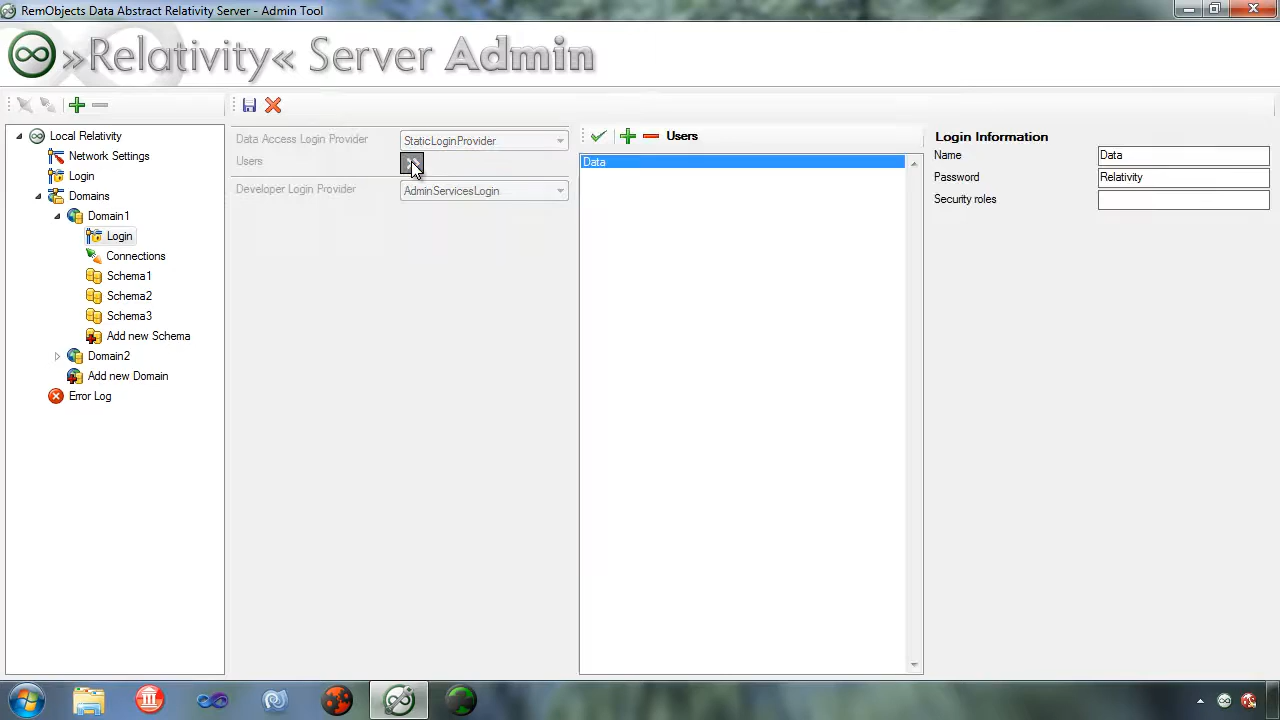 RemObjects Data Abstract Relativity Server - Admin Tool
»Relativity« Server Admin
Local Relativity
Network Settings
Login
Domains
Domain1
Login
Connections
Schema1
Schema2
Schema3
Add new Schema
Domain2
Add new Domain
Error Log
Data Access Login Provider
StaticLoginProvider
Users
Developer Login Provider
AdminServicesLogin
Users
Data
Login Information
Name
Data
Password
Relativity
Security roles